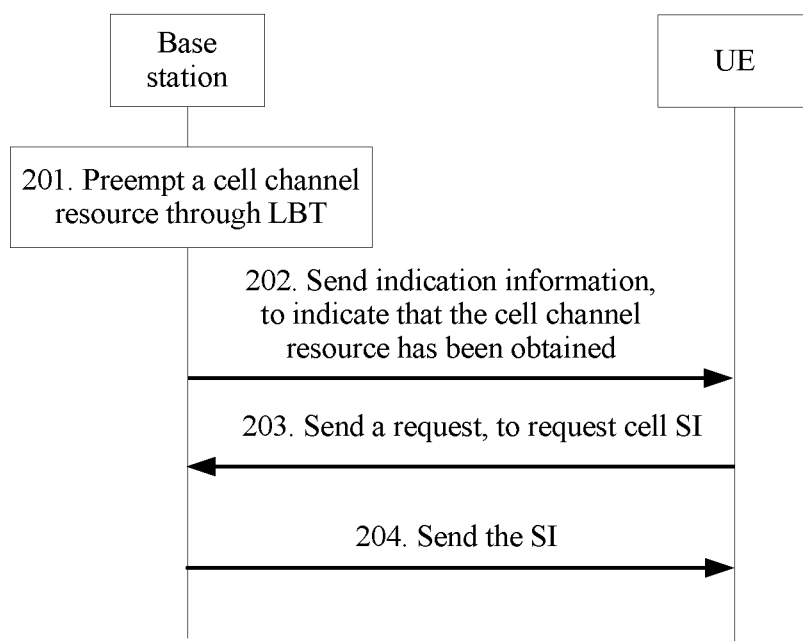 Base
station
UE
201. Preempt a cell channel
resource through LBT
202. Send indication information,
to indicate that the cell channel
resource has been obtained
203. Send a request, to request cell SI
204. Send the SI